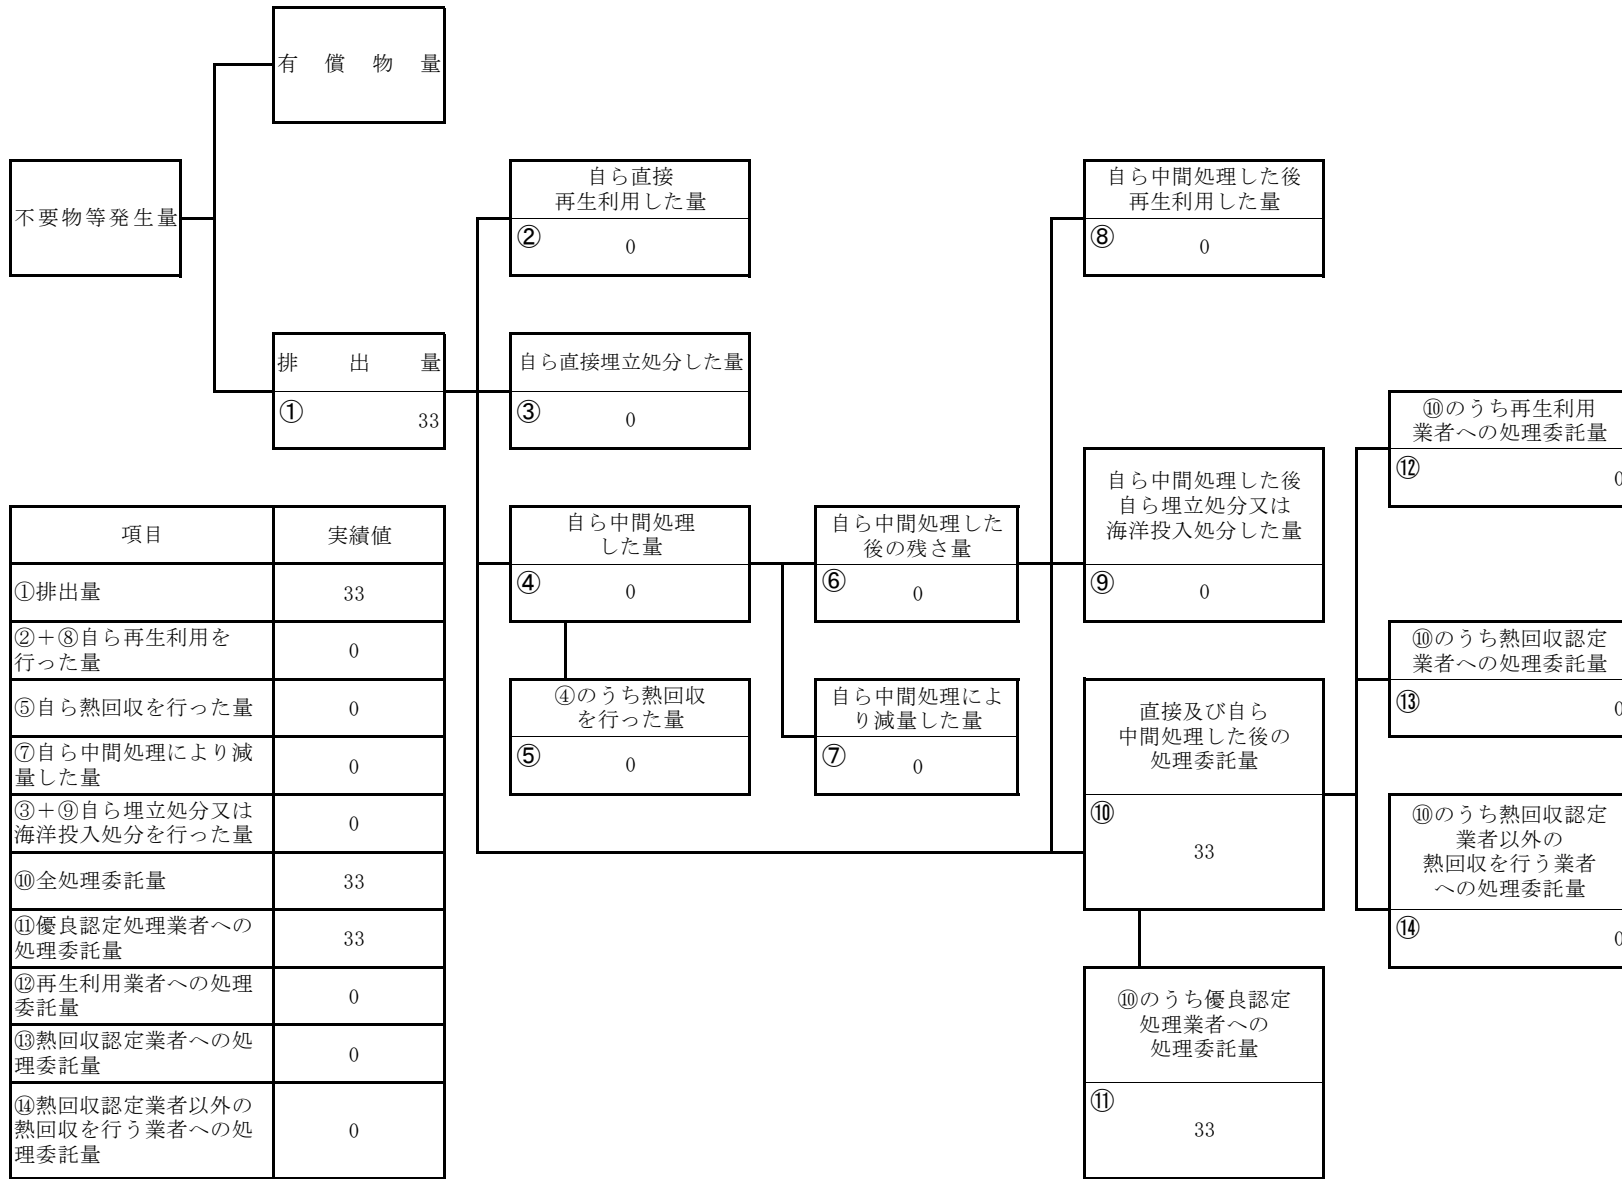 有償物量
不要物等発生量
自ら直接
再生利用した量
②
0
自ら中間処理した後
再生利用した量
⑧
0
排出量
①
33
自ら直接埋立処分した量
③
0
⑩のうち再生利用
業者への処理委託量
⑫
0
自ら中間処理
した量
④
0
自ら中間処理した
後の残さ量
⑥
0
自ら中間処理した後
自ら埋立処分又は
海洋投入処分した量
⑨
0
⑩のうち熱回収認定
業者への処理委託量
⑬
0
④のうち熱回収
を行った量
⑤
0
自ら中間処理によ
り減量した量
⑦
0
直接及び自ら
中間処理した後の
処理委託量
⑩
33
⑩のうち熱回収認定
業者以外の
熱回収を行う業者
への処理委託量
⑭
0
⑩のうち優良認定
処理業者への
処理委託量
⑪
33
項目 実績値
①排出量 33
②+⑧自ら再生利用を
行った量 0
⑤自ら熱回収を行った量 0
⑦自ら中間処理により減
量した量 0
③+⑨自ら埋立処分又は
海洋投入処分を行った量 0
⑩全処理委託量 33
⑪優良認定処理業者への
処理委託量 33
⑫再生利用業者への処理
委託量 0
⑬熱回収認定業者への処
理委託量 0
⑭熱回収認定業者以外の
熱回収を行う業者への処
理委託量 0